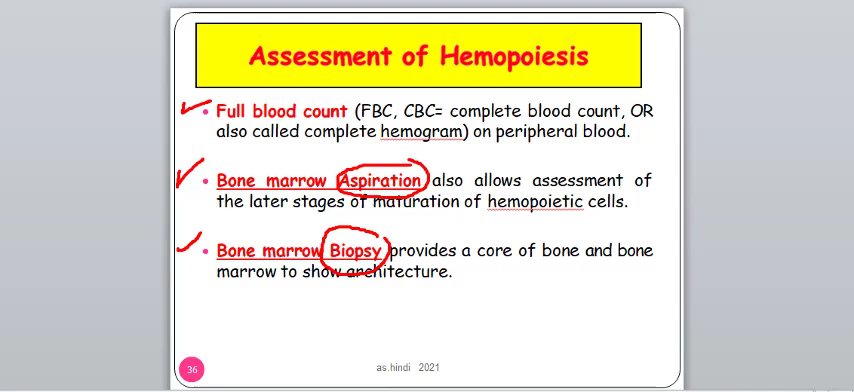 Assessment of Hemopoiesis
• Full blood count (FBC, CBC= complete blood count, OR
also called complete hemogram) on peripheral blood.
• Bone marrow Aspiration also allows assessment of
the later stages of maturation of hemopoietic cells.
• Bone marrow Biopsy provides a core of bone and bone
marrow to show architecture.
36
as.hindi 2021